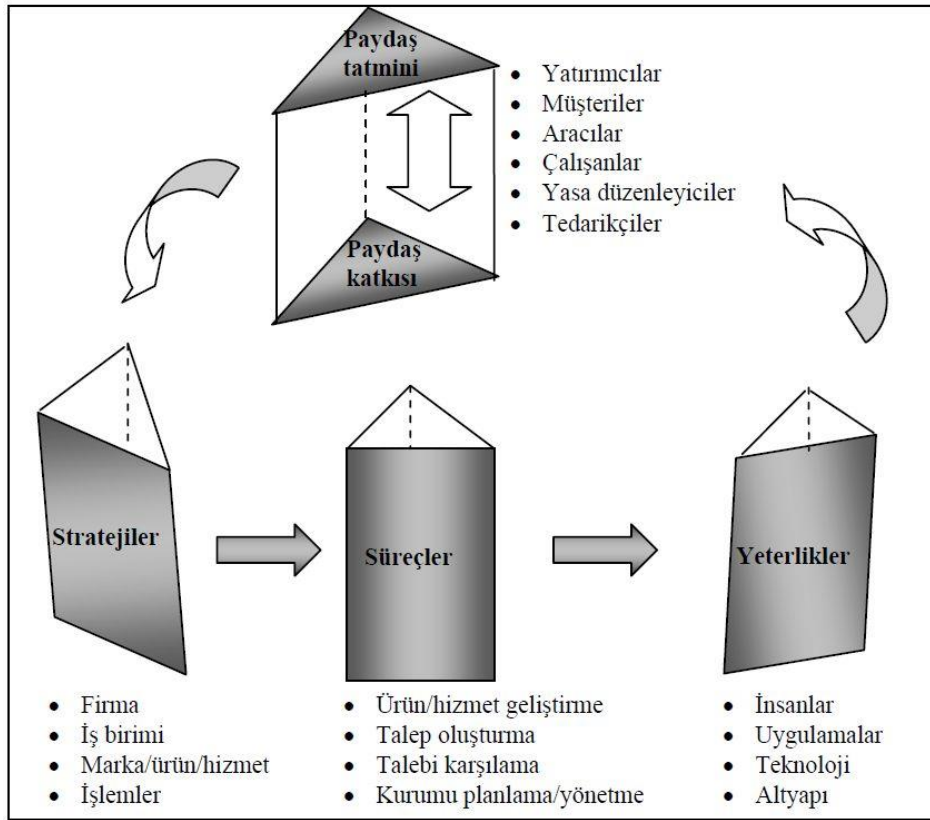 Paydaş
tatmini
• Yatırımcılar
• Müşteriler
• Aracılar
• Çalışanlar
• Yasa düzenleyiciler
• Tedarikçiler
Paydaş
katkısı
Stratejiler
Süreçler
Yeterlikler
• Firma
• İş birimi
• Marka/ürün/hizmet
• İşlemler
• Ürün/hizmet geliştirme
• Talep oluşturma
• Talebi karşılama
• Kurumu planlama/yönetme
• İnsanlar
• Uygulamalar
• Teknoloji
• Altyapı